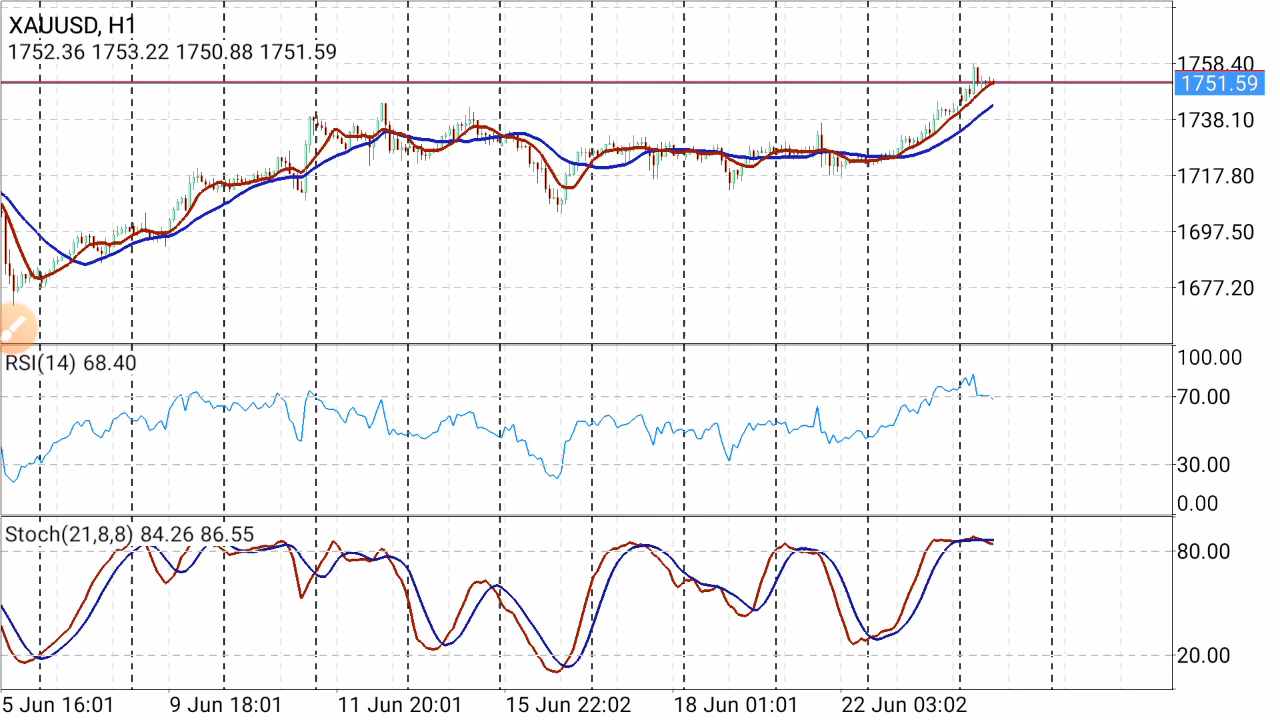 XAUUSD, H1
1752.36 1753.22 1750.88 1751.59
1758.40
1751.59
1738.10
1717.80
1697.50
1677.20
RSI(14) 68.40
100.00
70.00
30.00
0.00
Stoch(21,8,8) 84.26 86.55
80.00
20.00
5 Jun 16:01 9 Jun 18:01 11 Jun 20:01 15 Jun 22:02 18 Jun 01:01 22 Jun 03:02